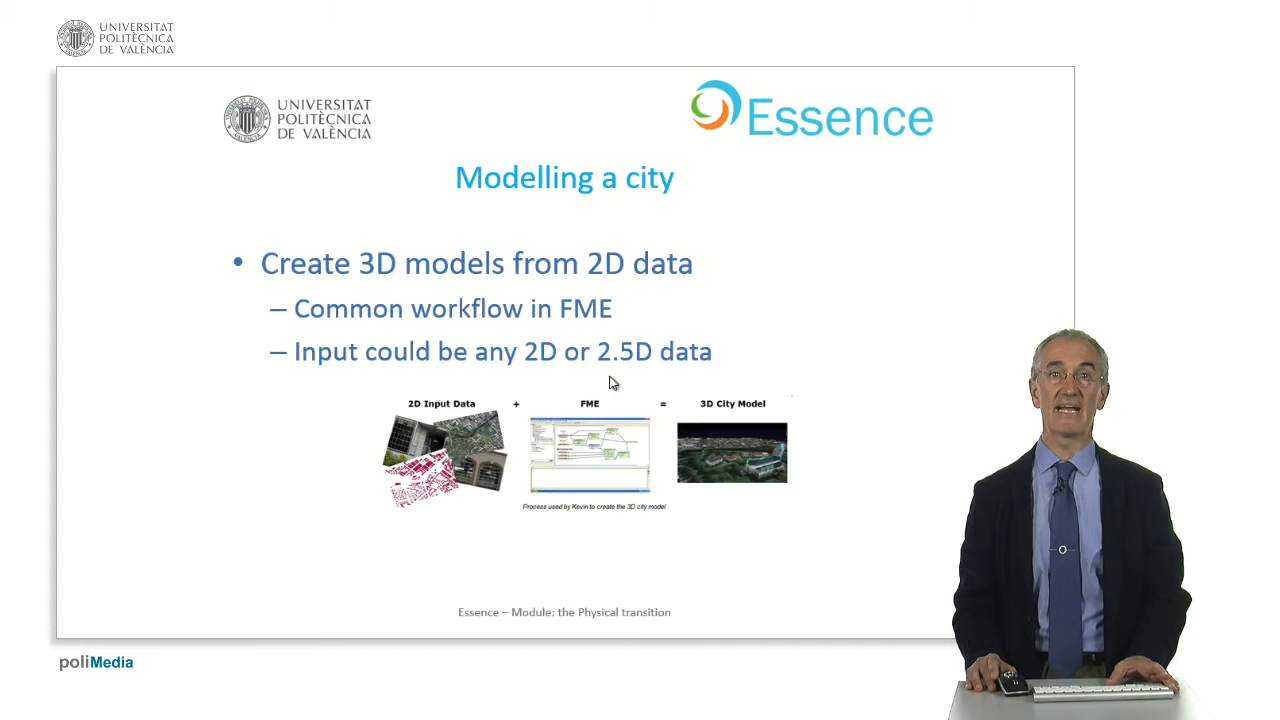 UNIVERSITAT
POLITÈCNICA
DE VALÈNCIA
UNIVERSITAT
POLITÈCNICA
DE VALÈNCIA
Essence
Modelling a city
• Create 3D models from 2D data
– Common workflow in FME
– Input could be any 2D or 2.5D data
2D Input Data + FME = 3D City Model
Process used by Kevin to create the 3D city model
Essence – Module: the Physical transition
poliMedia